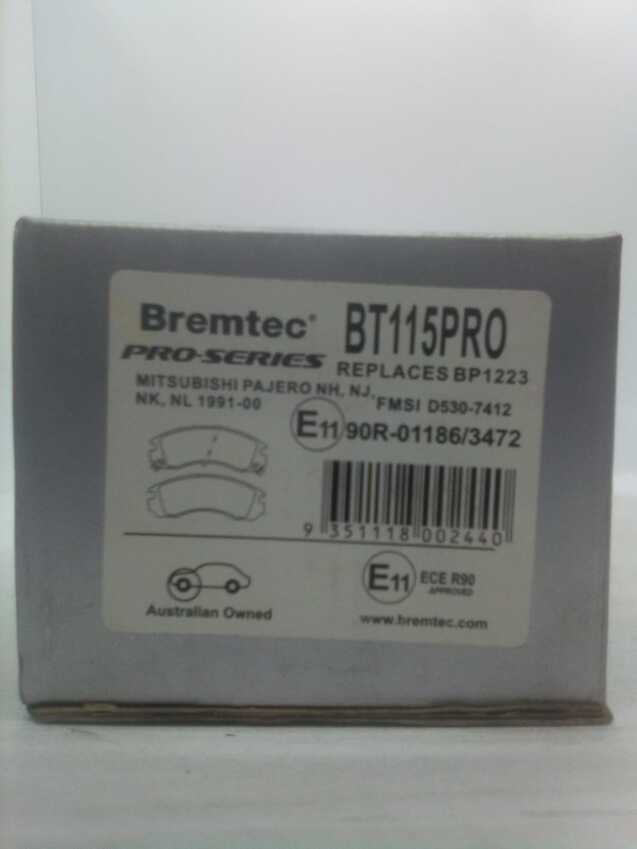 Bremtec®
BT115PRO
PRO-SERIES
REPLACES BP1223
MITSUBISHI PAJERO NH, NJ,
NK, NL 1991-00
FMSI D530-7412
E11 90R-01186/3472
9 351118 002440
Australian Owned
E11 ECE R90
APPROVED
www.bremtec.com